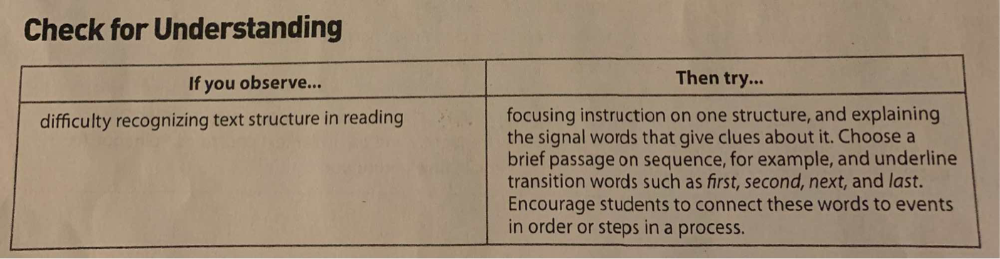 Check for Understanding
If you observe...
Then try...
difficulty recognizing text structure in reading
focusing instruction on one structure, and explaining
the signal words that give clues about it. Choose a
brief passage on sequence, for example, and underline
transition words such as first, second, next, and last.
Encourage students to connect these words to events
in order or steps in a process.